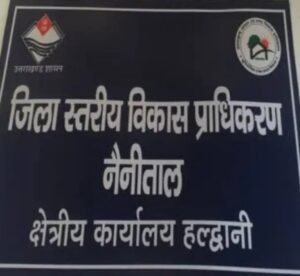 उत्तराखण्ड शासन
जिला स्तरीय विकास प्राधिकरण
नैनीताल
क्षेत्रीय कार्यालय हल्द्वानी